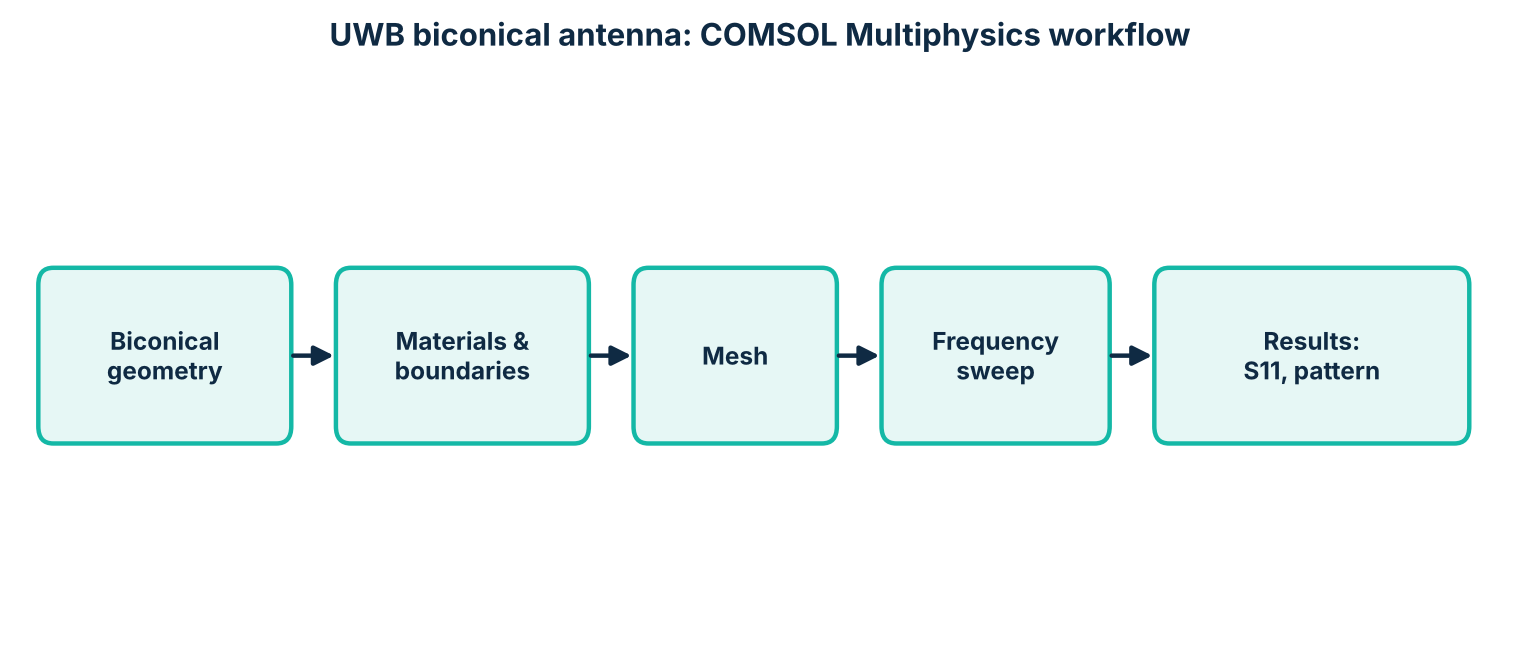 UWB biconical antenna: COMSOL Multiphysics workflow
Biconical
geometry
Materials &
boundaries
Mesh
Frequency
sweep
Results:
S11, pattern